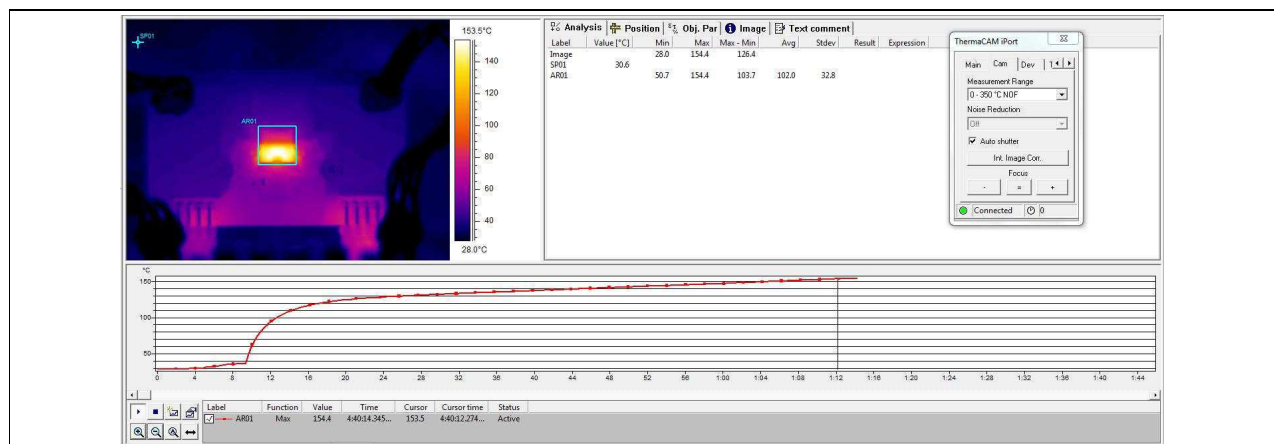 SP01
AR01
153.5°C
140
120
100
80
60
40
28.0°C
Analysis Position Obj. Par Image Text comment
Label Value [°C] Min Max Max - Min Avg Stdev Result Expression
Image 28.0 154.4 126.4
SP01 30.6
AR01 50.7 154.4 103.7 102.0 32.8
ThermaCAM iPort
Main Cam Dev
Measurement Range
0 - 350 °C NOF
Noise Reduction
Off
Auto shutter
Int. Image Corr.
Focus
- = +
Connected 0
°C
150
100
50
0 4 8 12 16 20 24 28 32 36 40 44 48 52 56 1:00 1:04 1:08 1:12 1:16 1:20 1:24 1:28 1:32 1:36 1:40 1:44
Label Function Value Time Cursor Cursor time Status
AR01 Max 154.4 4:40:14.345... 153.5 4:40:12.274... Active